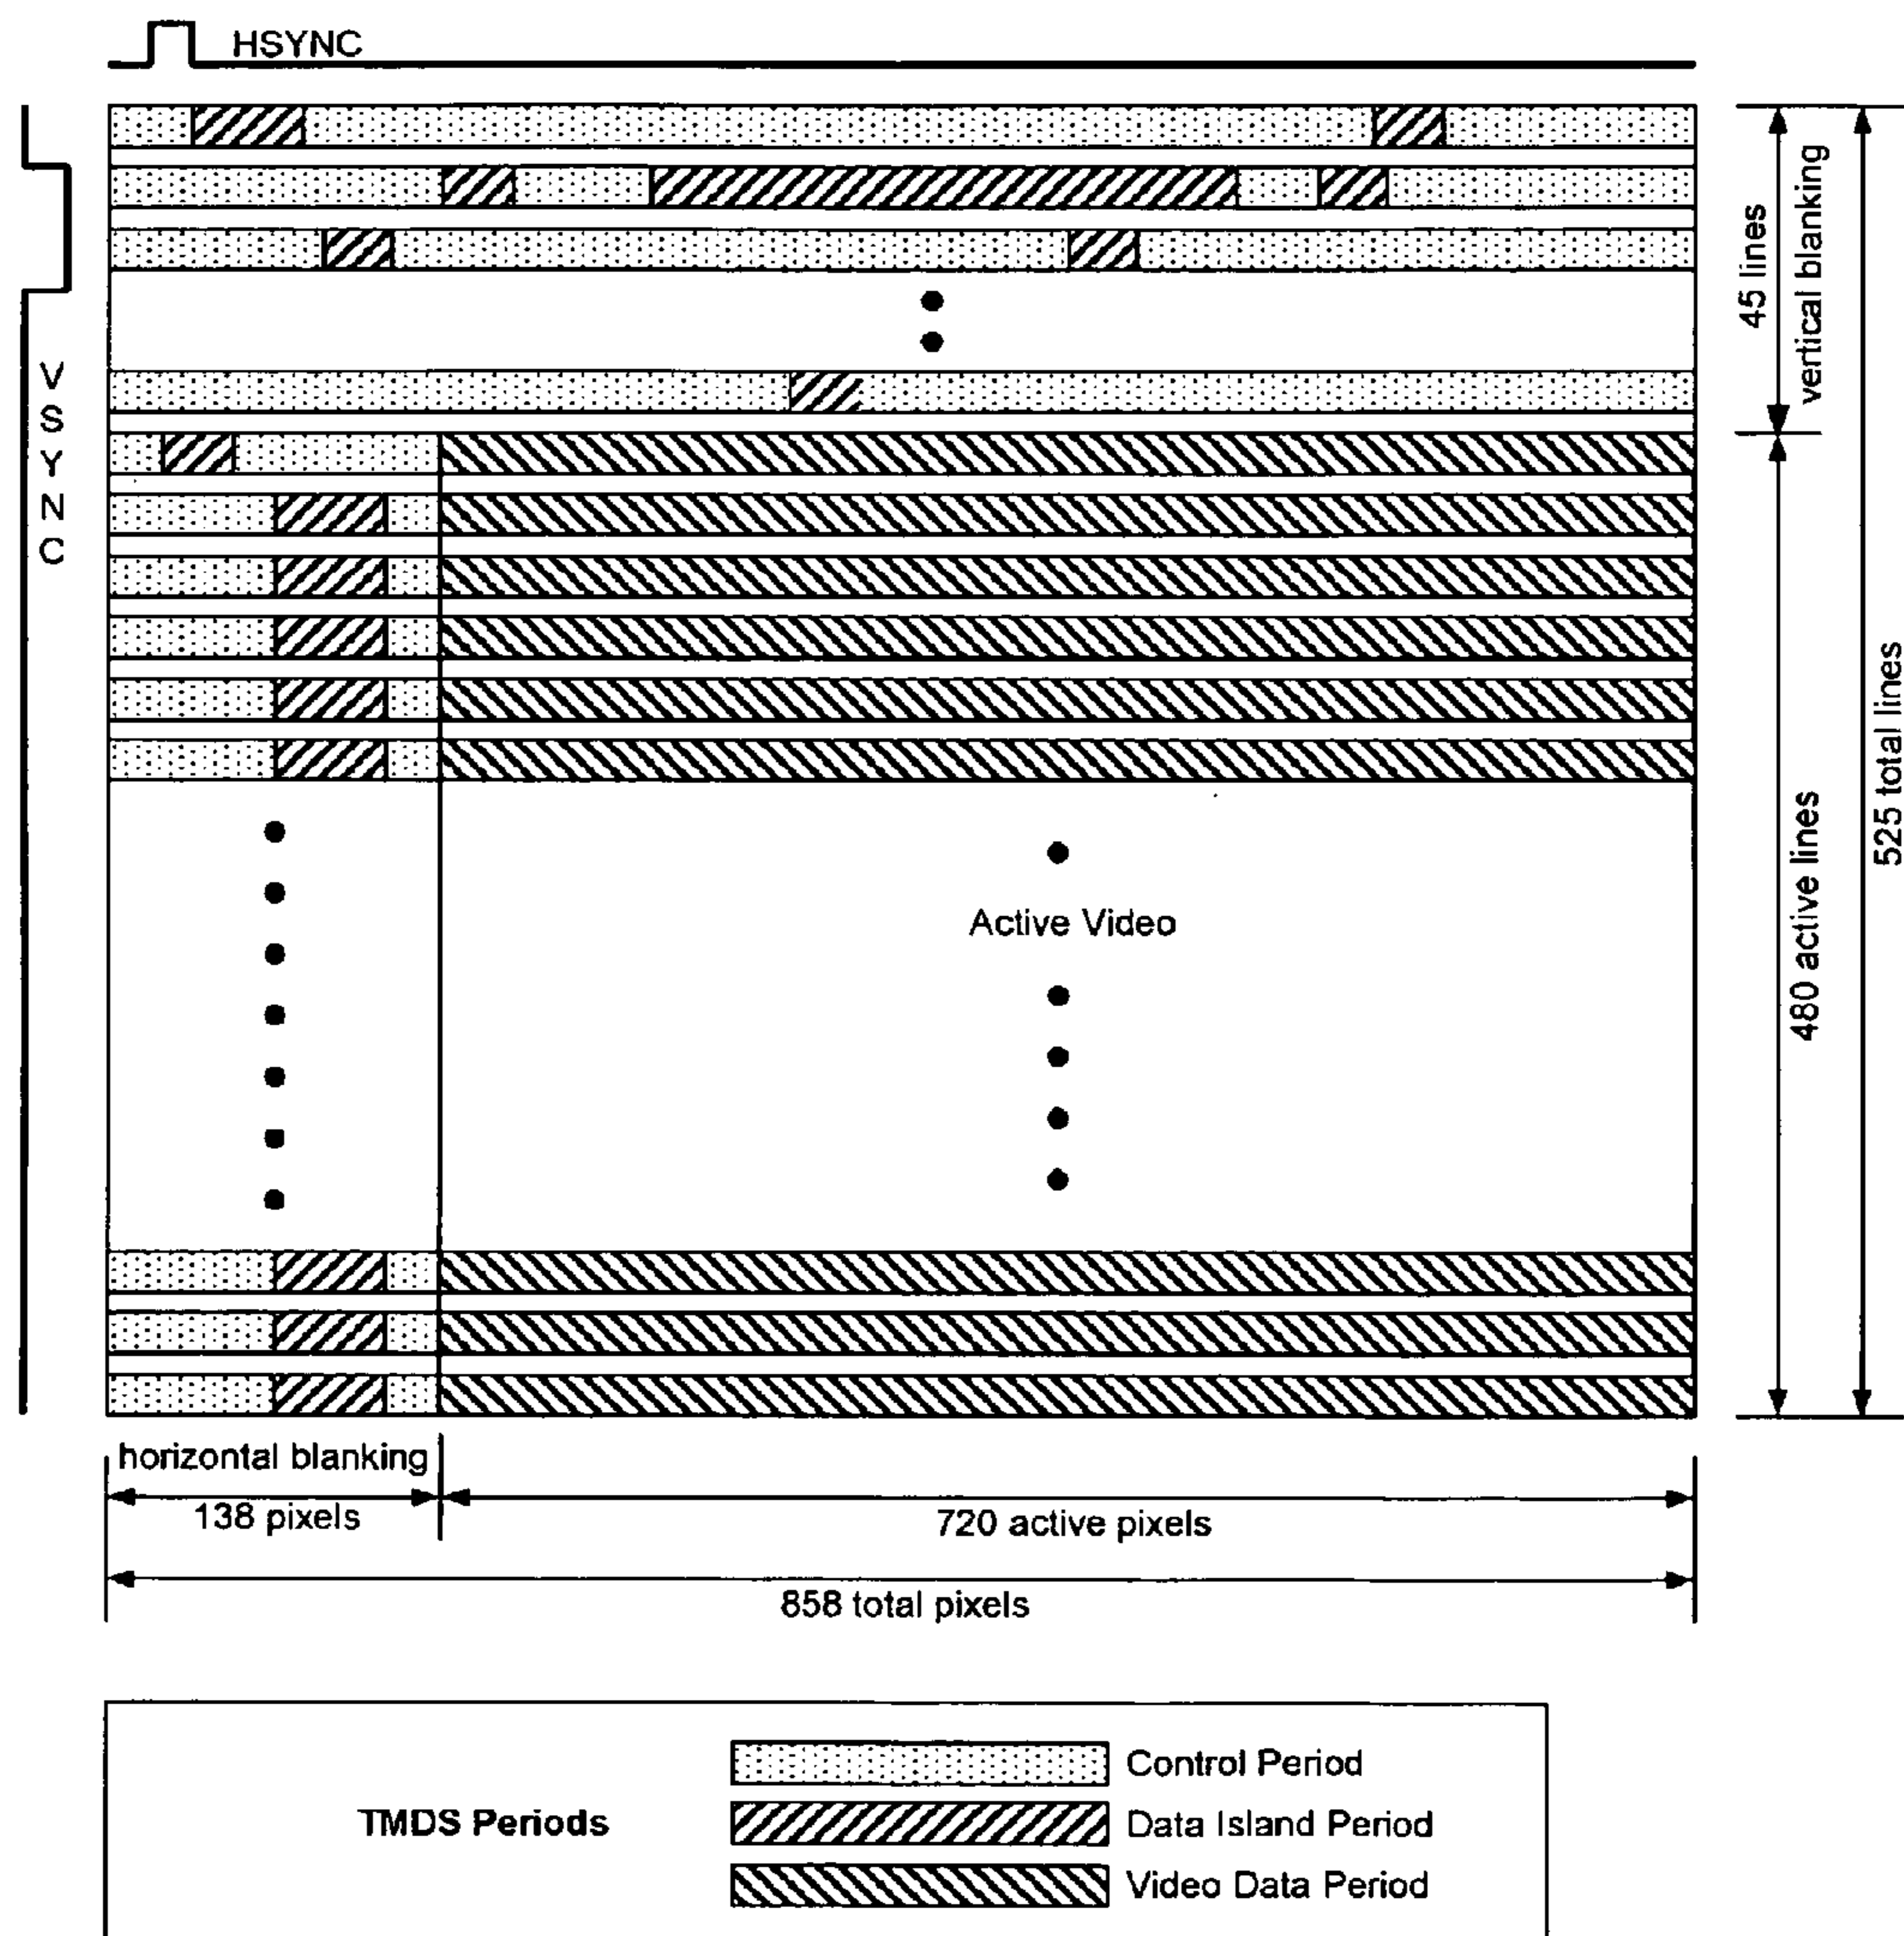 HSYNC
VSYNC
45 lines
vertical blanking
480 active lines
525 total lines
Active Video
horizontal blanking
138 pixels
720 active pixels
858 total pixels
TMDS Periods
Control Period
Data Island Period
Video Data Period